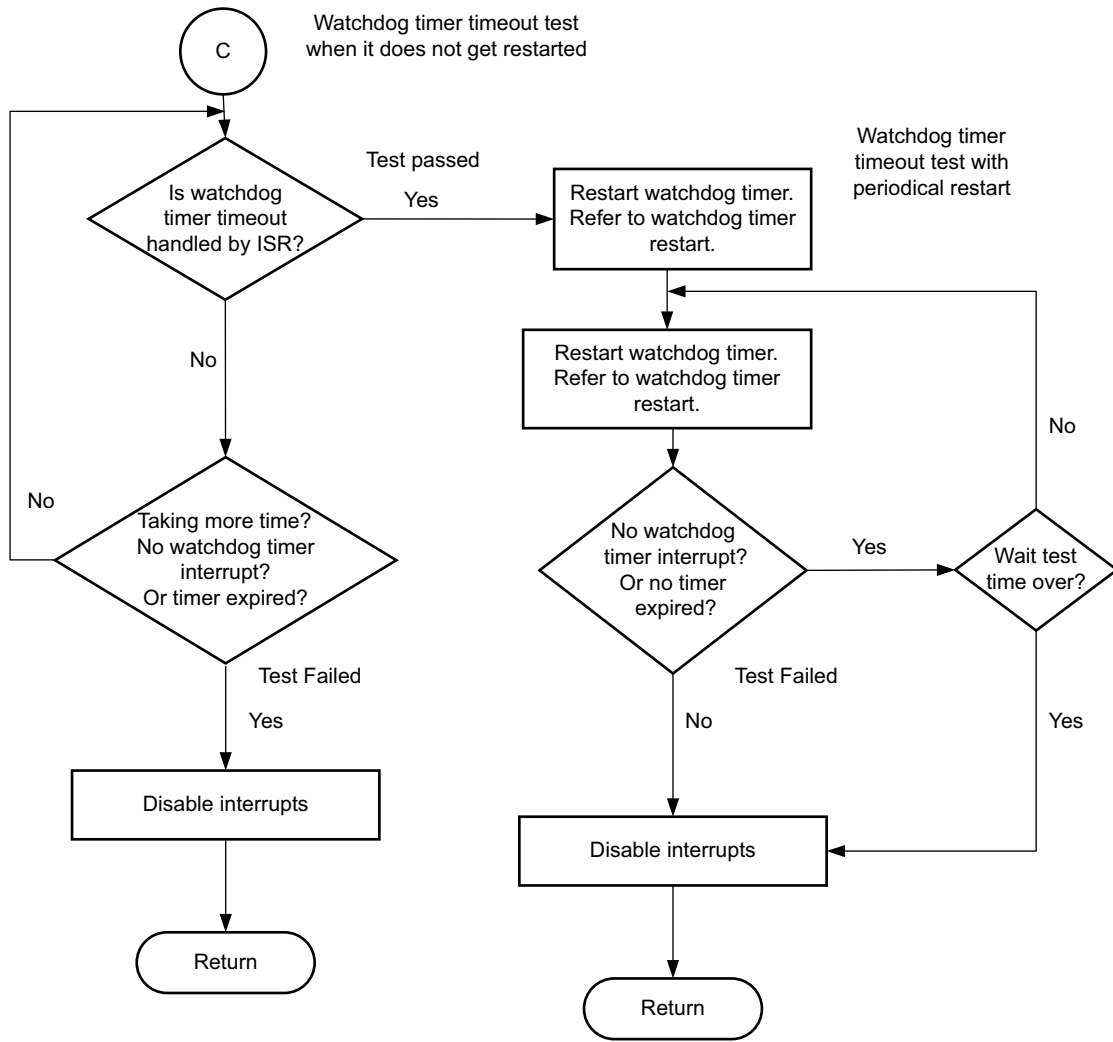 C
Watchdog timer timeout test
when it does not get restarted
Is watchdog
timer timeout
handled by ISR?
Test passed
Yes
Watchdog timer
timeout test with
periodical restart
Restart watchdog timer.
Refer to watchdog timer
restart.
No
Restart watchdog timer.
Refer to watchdog timer
restart.
No
No
Taking more time?
No watchdog timer
interrupt?
Or timer expired?
No watchdog
timer interrupt?
Or no timer
expired?
Yes
Wait test
time over?
Test Failed
Yes
Test Failed
No
Yes
Disable interrupts
Disable interrupts
Return
Return